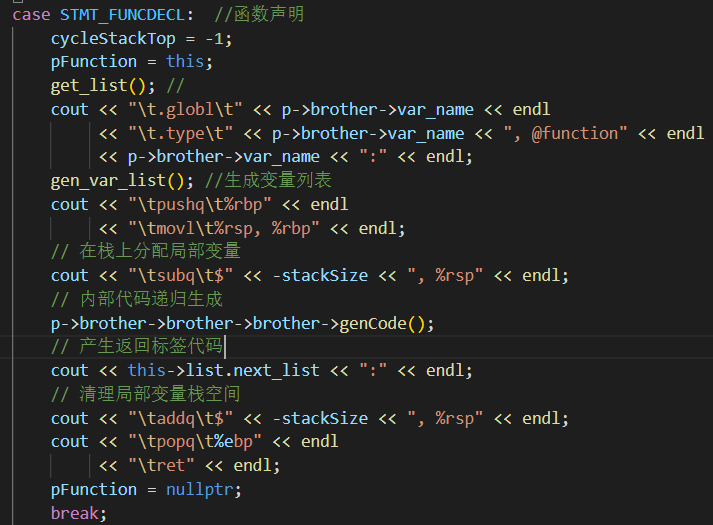 case STMT_FUNCDECL:  //函数声明
    cycleStackTop = -1;
    pFunction = this;
    get_list(); //
    cout << "\t.globl\t" << p->brother->var_name << endl
         << "\t.type\t" << p->brother->var_name << ", @function" << endl
         << p->brother->var_name << ":" << endl;
    gen_var_list(); //生成变量列表
    cout << "\tpushq\t%rbp" << endl
         << "\tmovl\t%rsp, %rbp" << endl;
    // 在栈上分配局部变量
    cout << "\tsubq\t$" << -stackSize << ", %rsp" << endl;
    // 内部代码递归生成
    p->brother->brother->brother->genCode();
    // 产生返回标签代码
    cout << this->list.next_list << ":" << endl;
    // 清理局部变量栈空间
    cout << "\taddq\t$" << -stackSize << ", %rsp" << endl;
    cout << "\tpopq\t%ebp" << endl
         << "\tret" << endl;
    pFunction = nullptr;
    break;